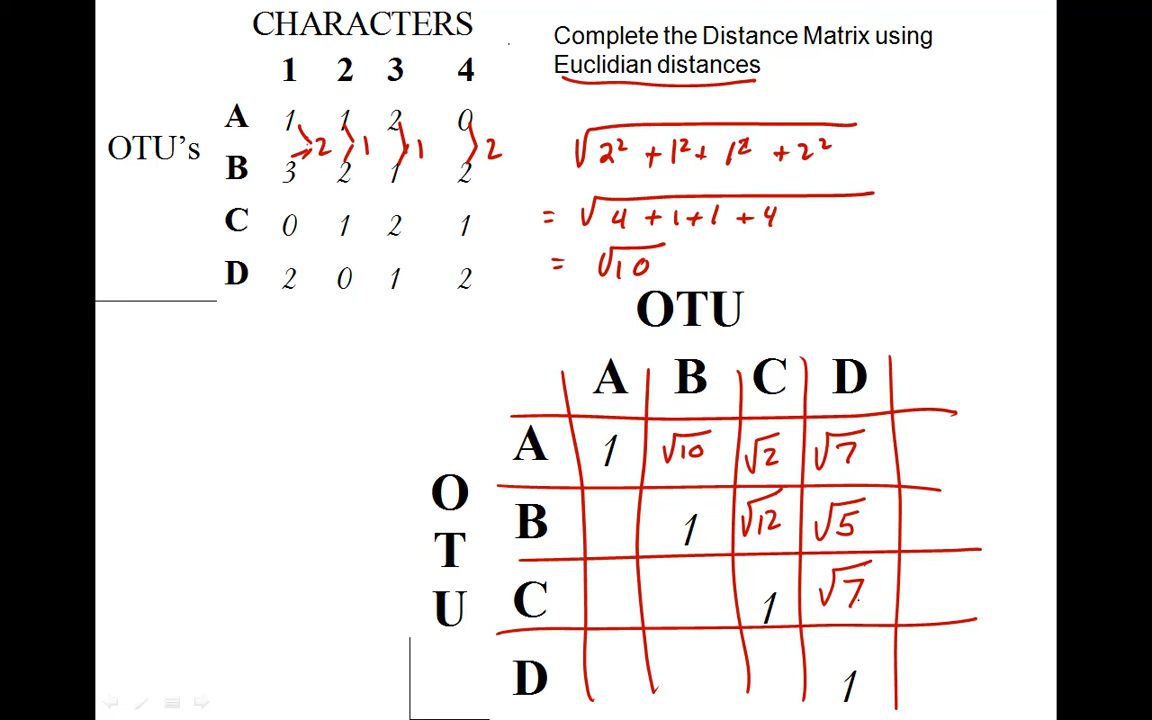 CHARACTERS
Complete the Distance Matrix using
Euclidian distances
1 2 3 4
A 1 1 2 0
OTU's
2 1 1 2
B 3 2 1 2
C 0 1 2 1
D 2 0 1 2
√2² + 1² + 1² + 2²
= √4 + 1 + 1 + 4
= √10
OTU
A B C D
A 1 √10 √2 √7
B 1 √12 √5
C 1 √7
D 1
O
T
U